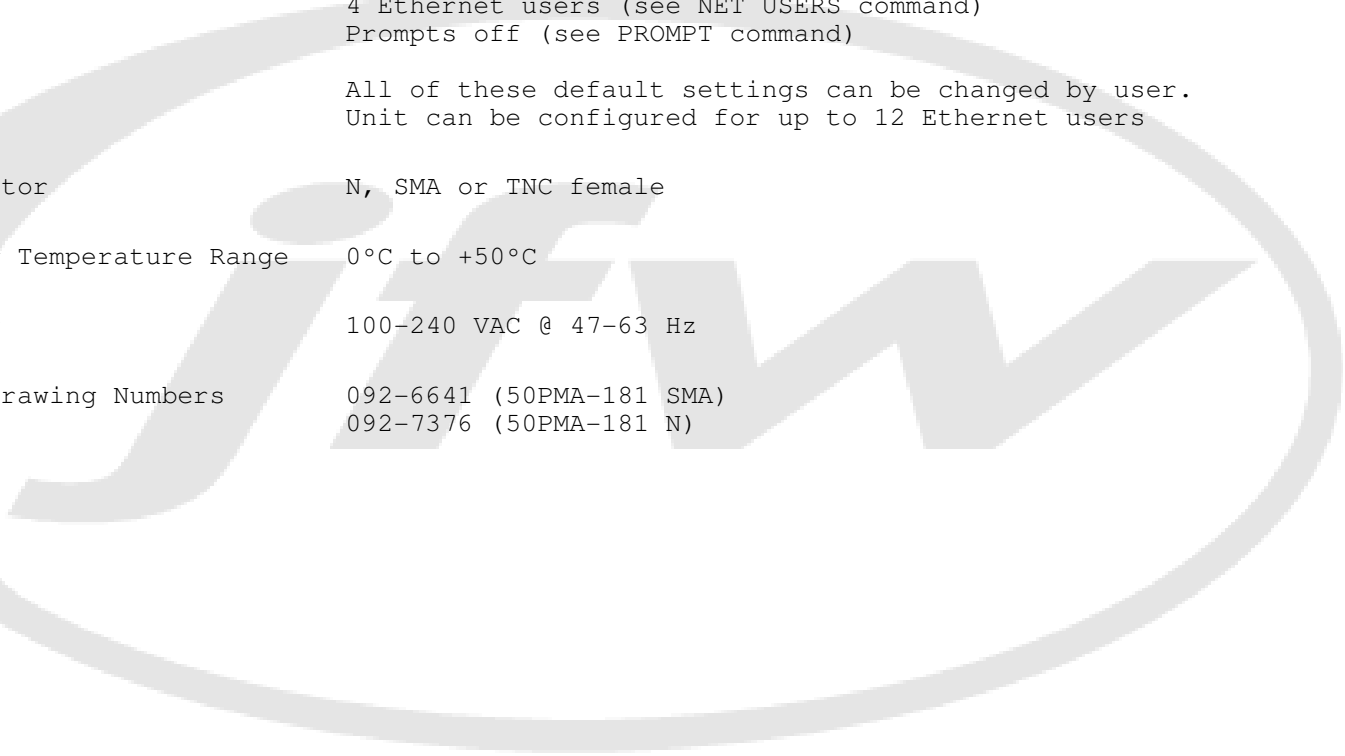 4 Ethernet users (see NET USERS command)
Prompts off (see PROMPT command)
All of these default settings can be changed by user.
Unit can be configured for up to 12 Ethernet users
tor N, SMA or TNC female
Temperature Range 0°C to +50°C
100-240 VAC @ 47-63 Hz
rawing Numbers 092-6641 (50PMA-181 SMA)
092-7376 (50PMA-181 N)
jfw